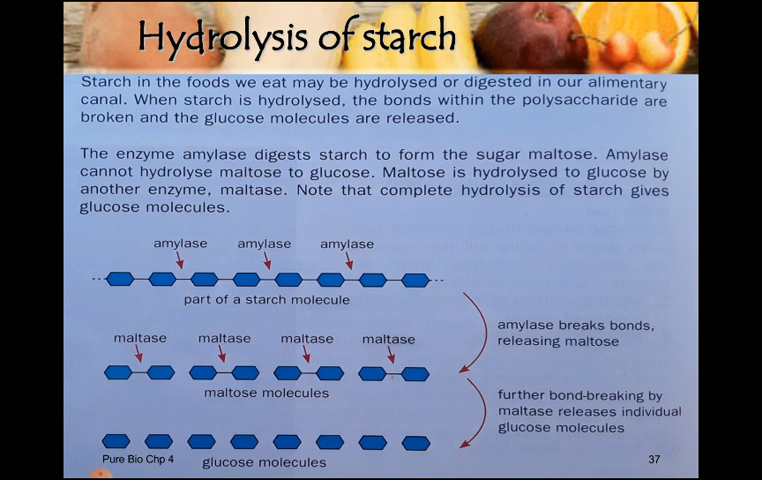 Hydrolysis of starch
Starch in the foods we eat may be hydrolysed or digested in our alimentary
canal. When starch is hydrolysed, the bonds within the polysaccharide are
broken and the glucose molecules are released.
The enzyme amylase digests starch to form the sugar maltose. Amylase
cannot hydrolyse maltose to glucose. Maltose is hydrolysed to glucose by
another enzyme, maltase. Note that complete hydrolysis of starch gives
glucose molecules.
amylase amylase amylase
part of a starch molecule
amylase breaks bonds,
releasing maltose
maltase maltase maltase maltase
maltose molecules
further bond-breaking by
maltase releases individual
glucose molecules
glucose molecules
Pure Bio Chp 4
37